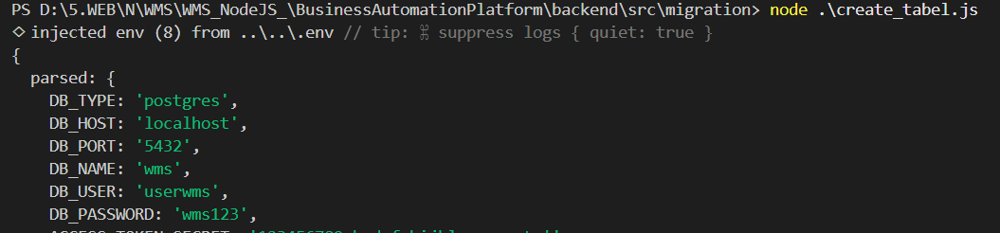 PS D:\5.WEB\N\WMS\WMS_NodeJS_\BusinessAutomationPlatform\backend\src\migration> node .\create_tabel.js
◇ injected env (8) from ..\..\.env // tip: ⌘ suppress logs { quiet: true }
{
parsed: {
DB_TYPE: 'postgres',
DB_HOST: 'localhost',
DB_PORT: '5432',
DB_NAME: 'wms',
DB_USER: 'userwms',
DB_PASSWORD: 'wms123',